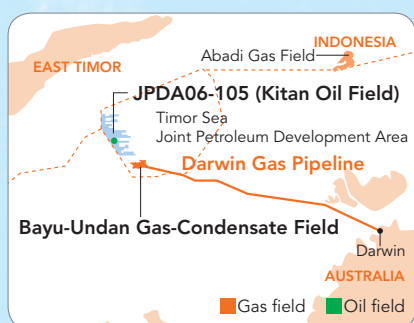 INDONESIA
Abadi Gas Field
EAST TIMOR
JPDA06-105 (Kitan Oil Field)
Timor Sea
Joint Petroleum Development Area
Darwin Gas Pipeline
Bayu-Undan Gas-Condensate Field
Darwin
AUSTRALIA
Gas field Oil field